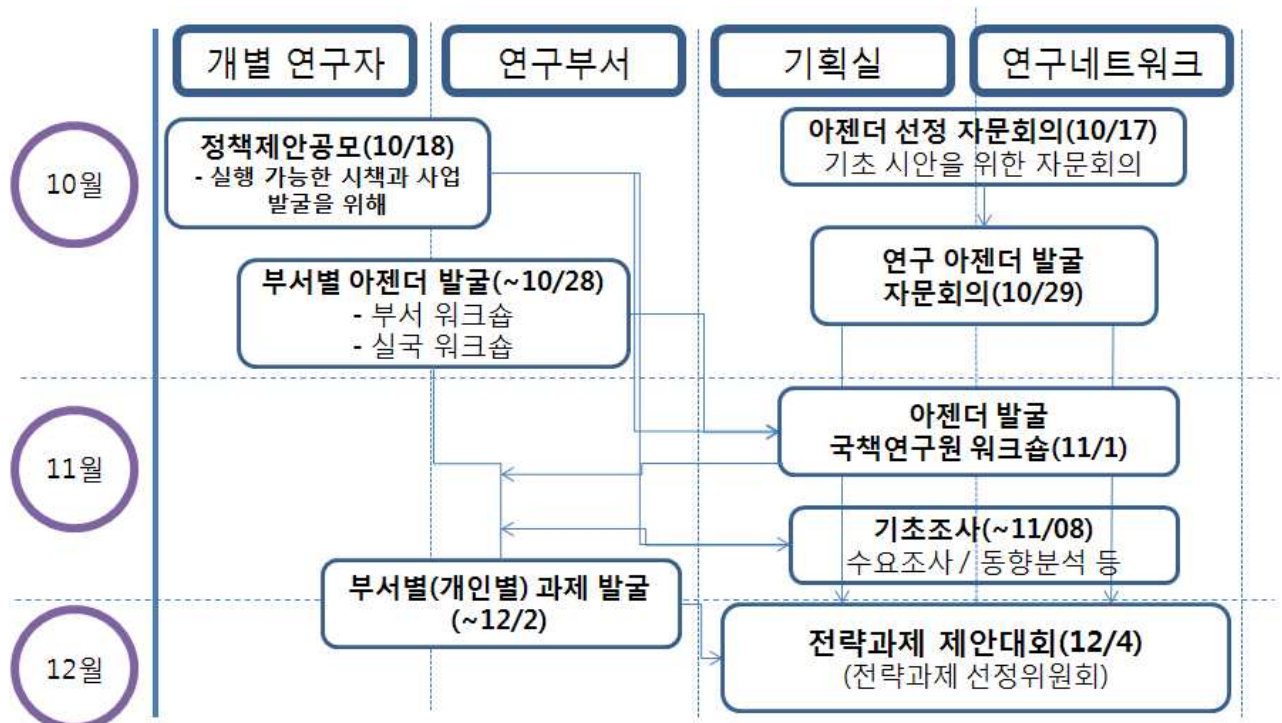 개별 연구자
연구부서
기획실
연구네트워크
10월
정책제안공모(10/18)
- 실행 가능한 시책과 사업
발굴을 위해
아젠더 선정 자문회의(10/17)
기초 시안을 위한 자문회의
부서별 아젠더 발굴(~10/28)
- 부서 워크숍
- 실국 워크숍
연구 아젠더 발굴
자문회의(10/29)
11월
아젠더 발굴
국책연구원 워크숍(11/1)
기초조사(~11/08)
수요조사 / 동향분석 등
부서별(개인별) 과제 발굴
(~12/2)
12월
전략과제 제안대회(12/4)
(전략과제 선정위원회)